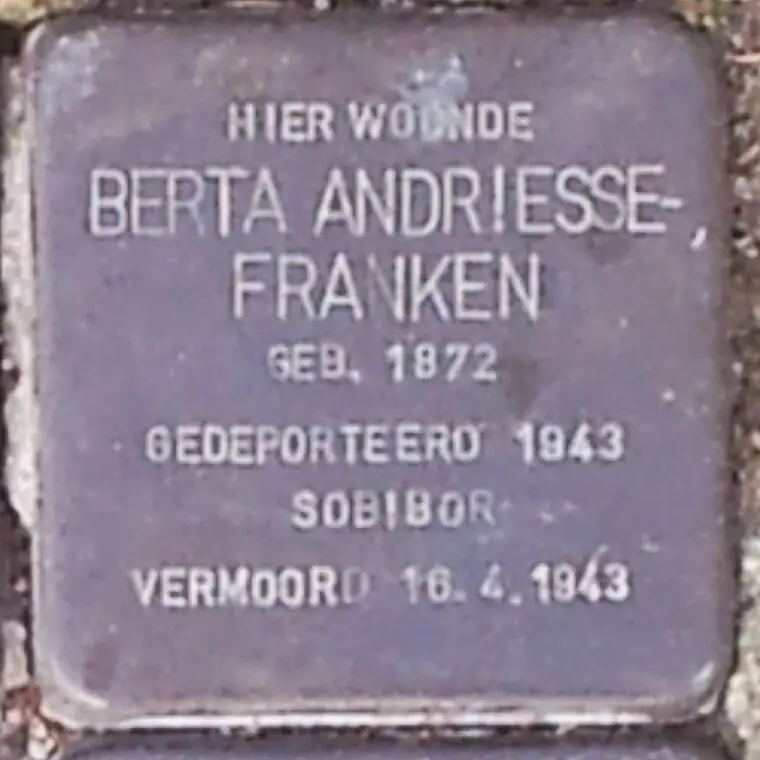 HIER WOONDE
BERTA ANDRIESSE-
FRANKEN
GEB. 1872
GEDEPORTEERD 1943
SOBIBOR
VERMOORD 16.4.1943